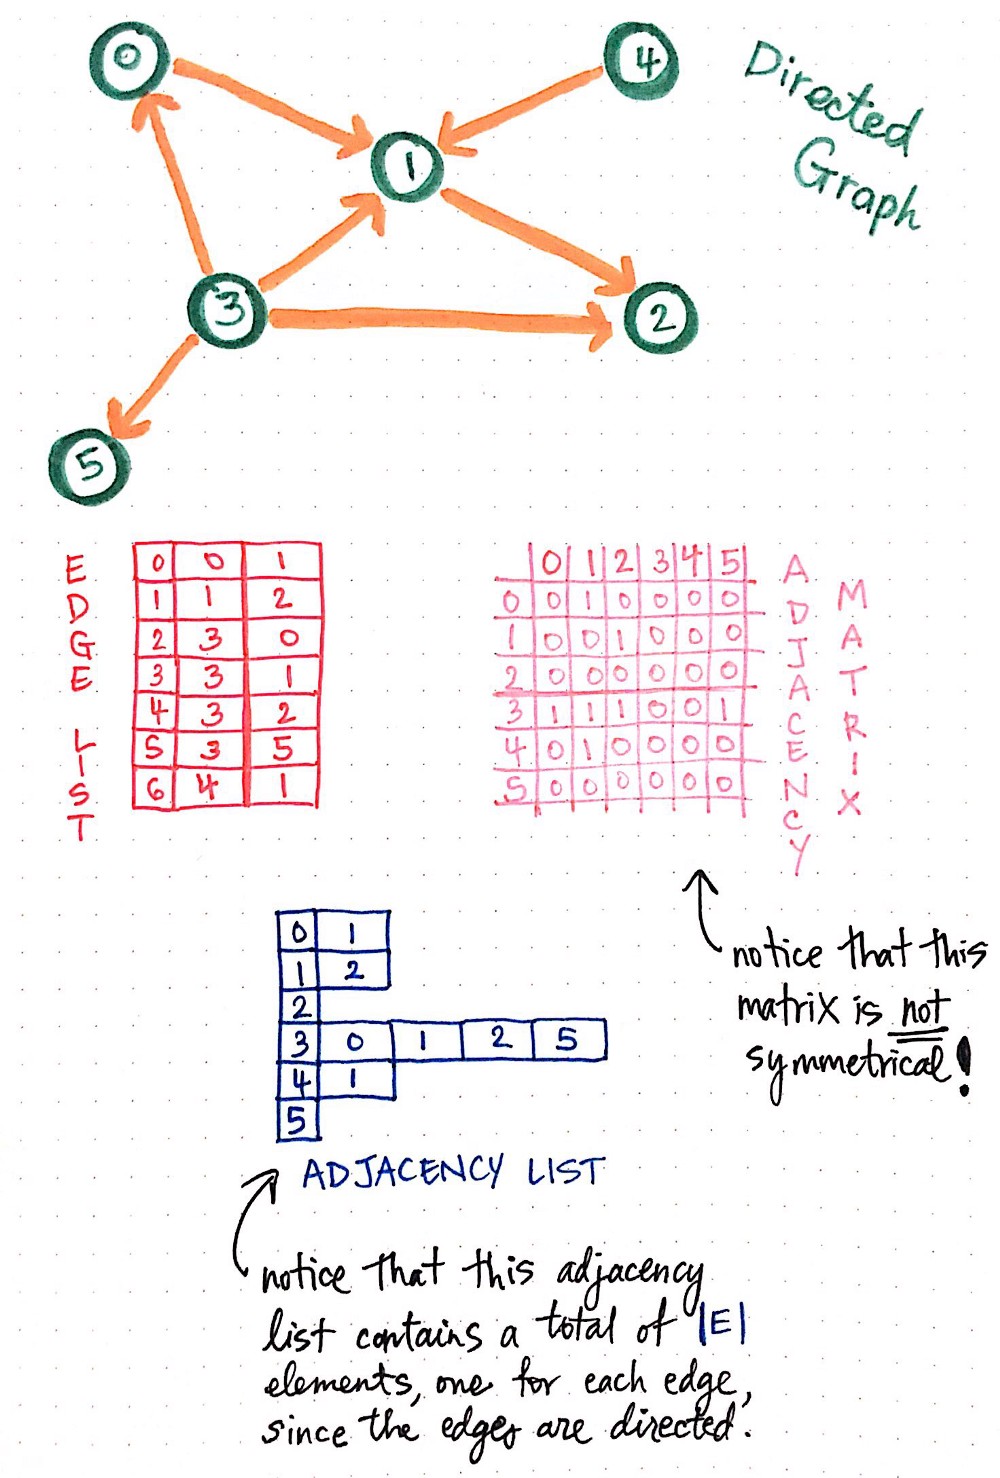 0
4
Directed
Graph
1
3
2
5
EDGE LIST
0 0 1
1 1 2
2 3 0
3 3 1
4 3 2
5 3 5
6 4 1
0 1 2 3 4 5
0 0 1 0 0 0 0
1 0 0 1 0 0 0
2 0 0 0 0 0 0
3 1 1 1 0 0 1
4 0 1 0 0 0 0
5 0 0 0 0 0 0
ADJACENCY
MATRIX
notice that this
matrix is not
symmetrical!
0 1
1 2
2
3 0 1 2 5
4 1
5
ADJACENCY LIST
notice that this adjacency
list contains a total of |E|
elements, one for each edge,
since the edges are directed.